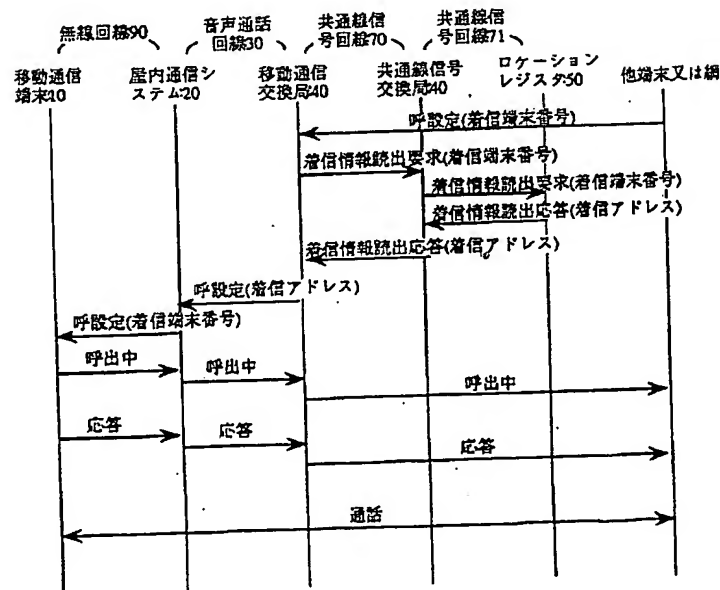 無線回線90
音声通話
回線30
共通線信
号回線70
共通線信
号回線71
移動通信
端末10
屋内通信シ
ステム20
移動通信
交換局40
共通線信号
交換局40
ロケーション
レジスタ50
他端末又は網
呼設定(着信端末番号)
着信情報読出要求(着信端末番号)
着信情報読出要求(着信端末番号)
着信情報読出応答(着信アドレス)
着信情報読出応答(着信アドレス)
呼設定(着信アドレス)
呼設定(着信端末番号)
呼出中
呼出中
呼出中
応答
応答
応答
通話